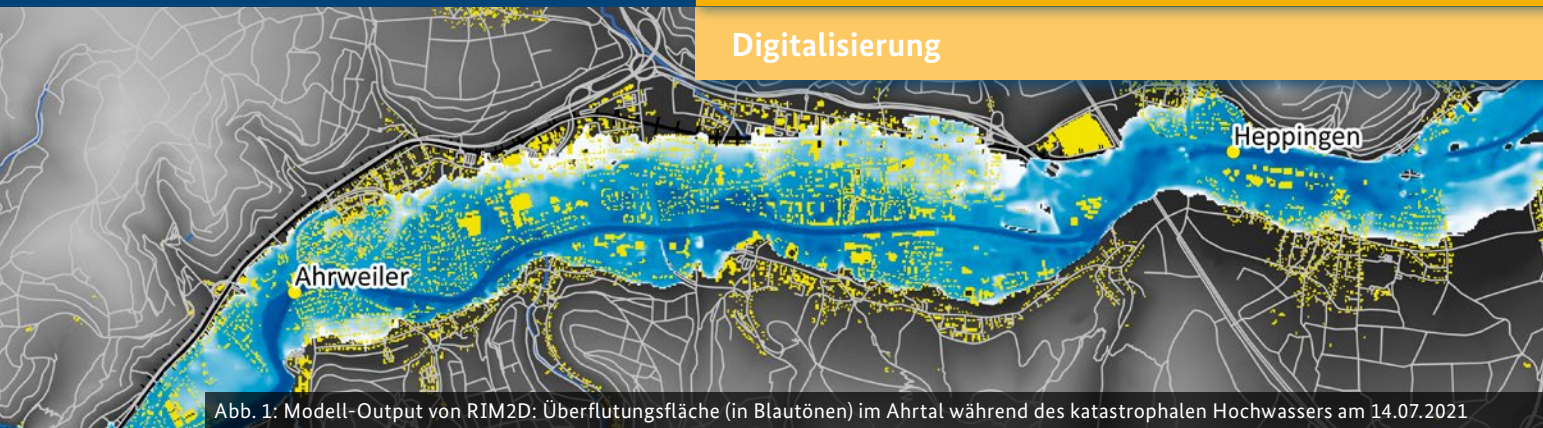 Digitalisierung
Heppingen
Ahrweiler
Abb. 1: Modell-Output von RIM2D: Überflutungsfläche (in Blautönen) im Ahrtal während des katastrophalen Hochwassers am 14.07.2021